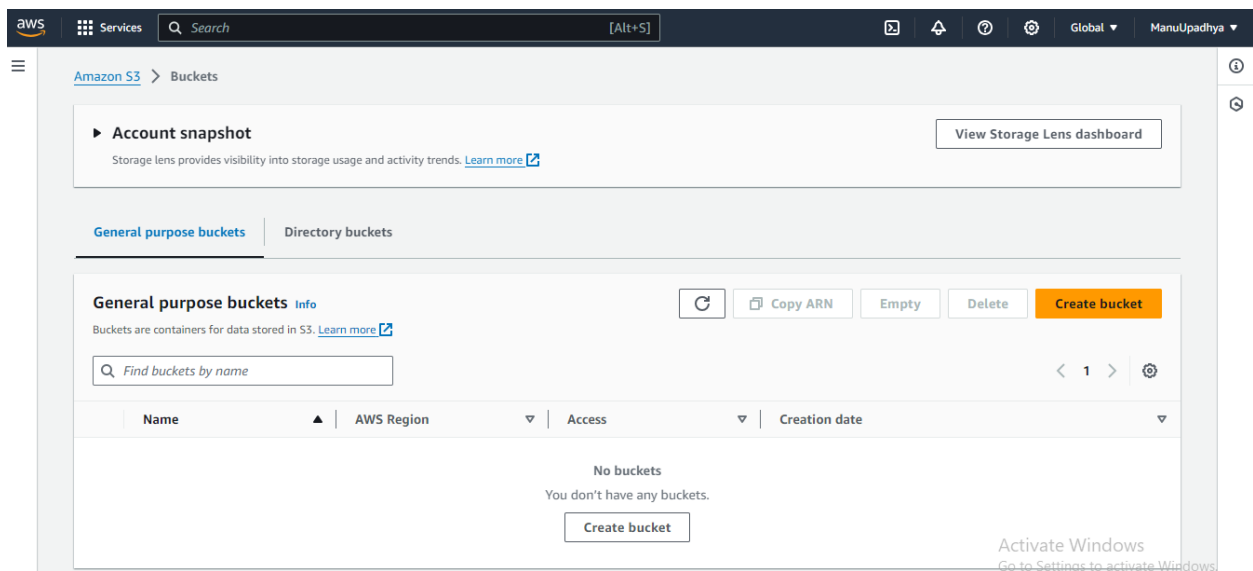 aws Services Search [Alt+S] Global ManuUpadhya
Amazon S3 Buckets
Account snapshot View Storage Lens dashboard
Storage lens provides visibility into storage usage and activity trends. Learn more
General purpose buckets Directory buckets
General purpose buckets Info Copy ARN Empty Delete Create bucket
Buckets are containers for data stored in S3. Learn more
Find buckets by name 1
Name AWS Region Access Creation date
No buckets
You don't have any buckets.
Create bucket
Activate Windows
Go to Settings to activate Windows.